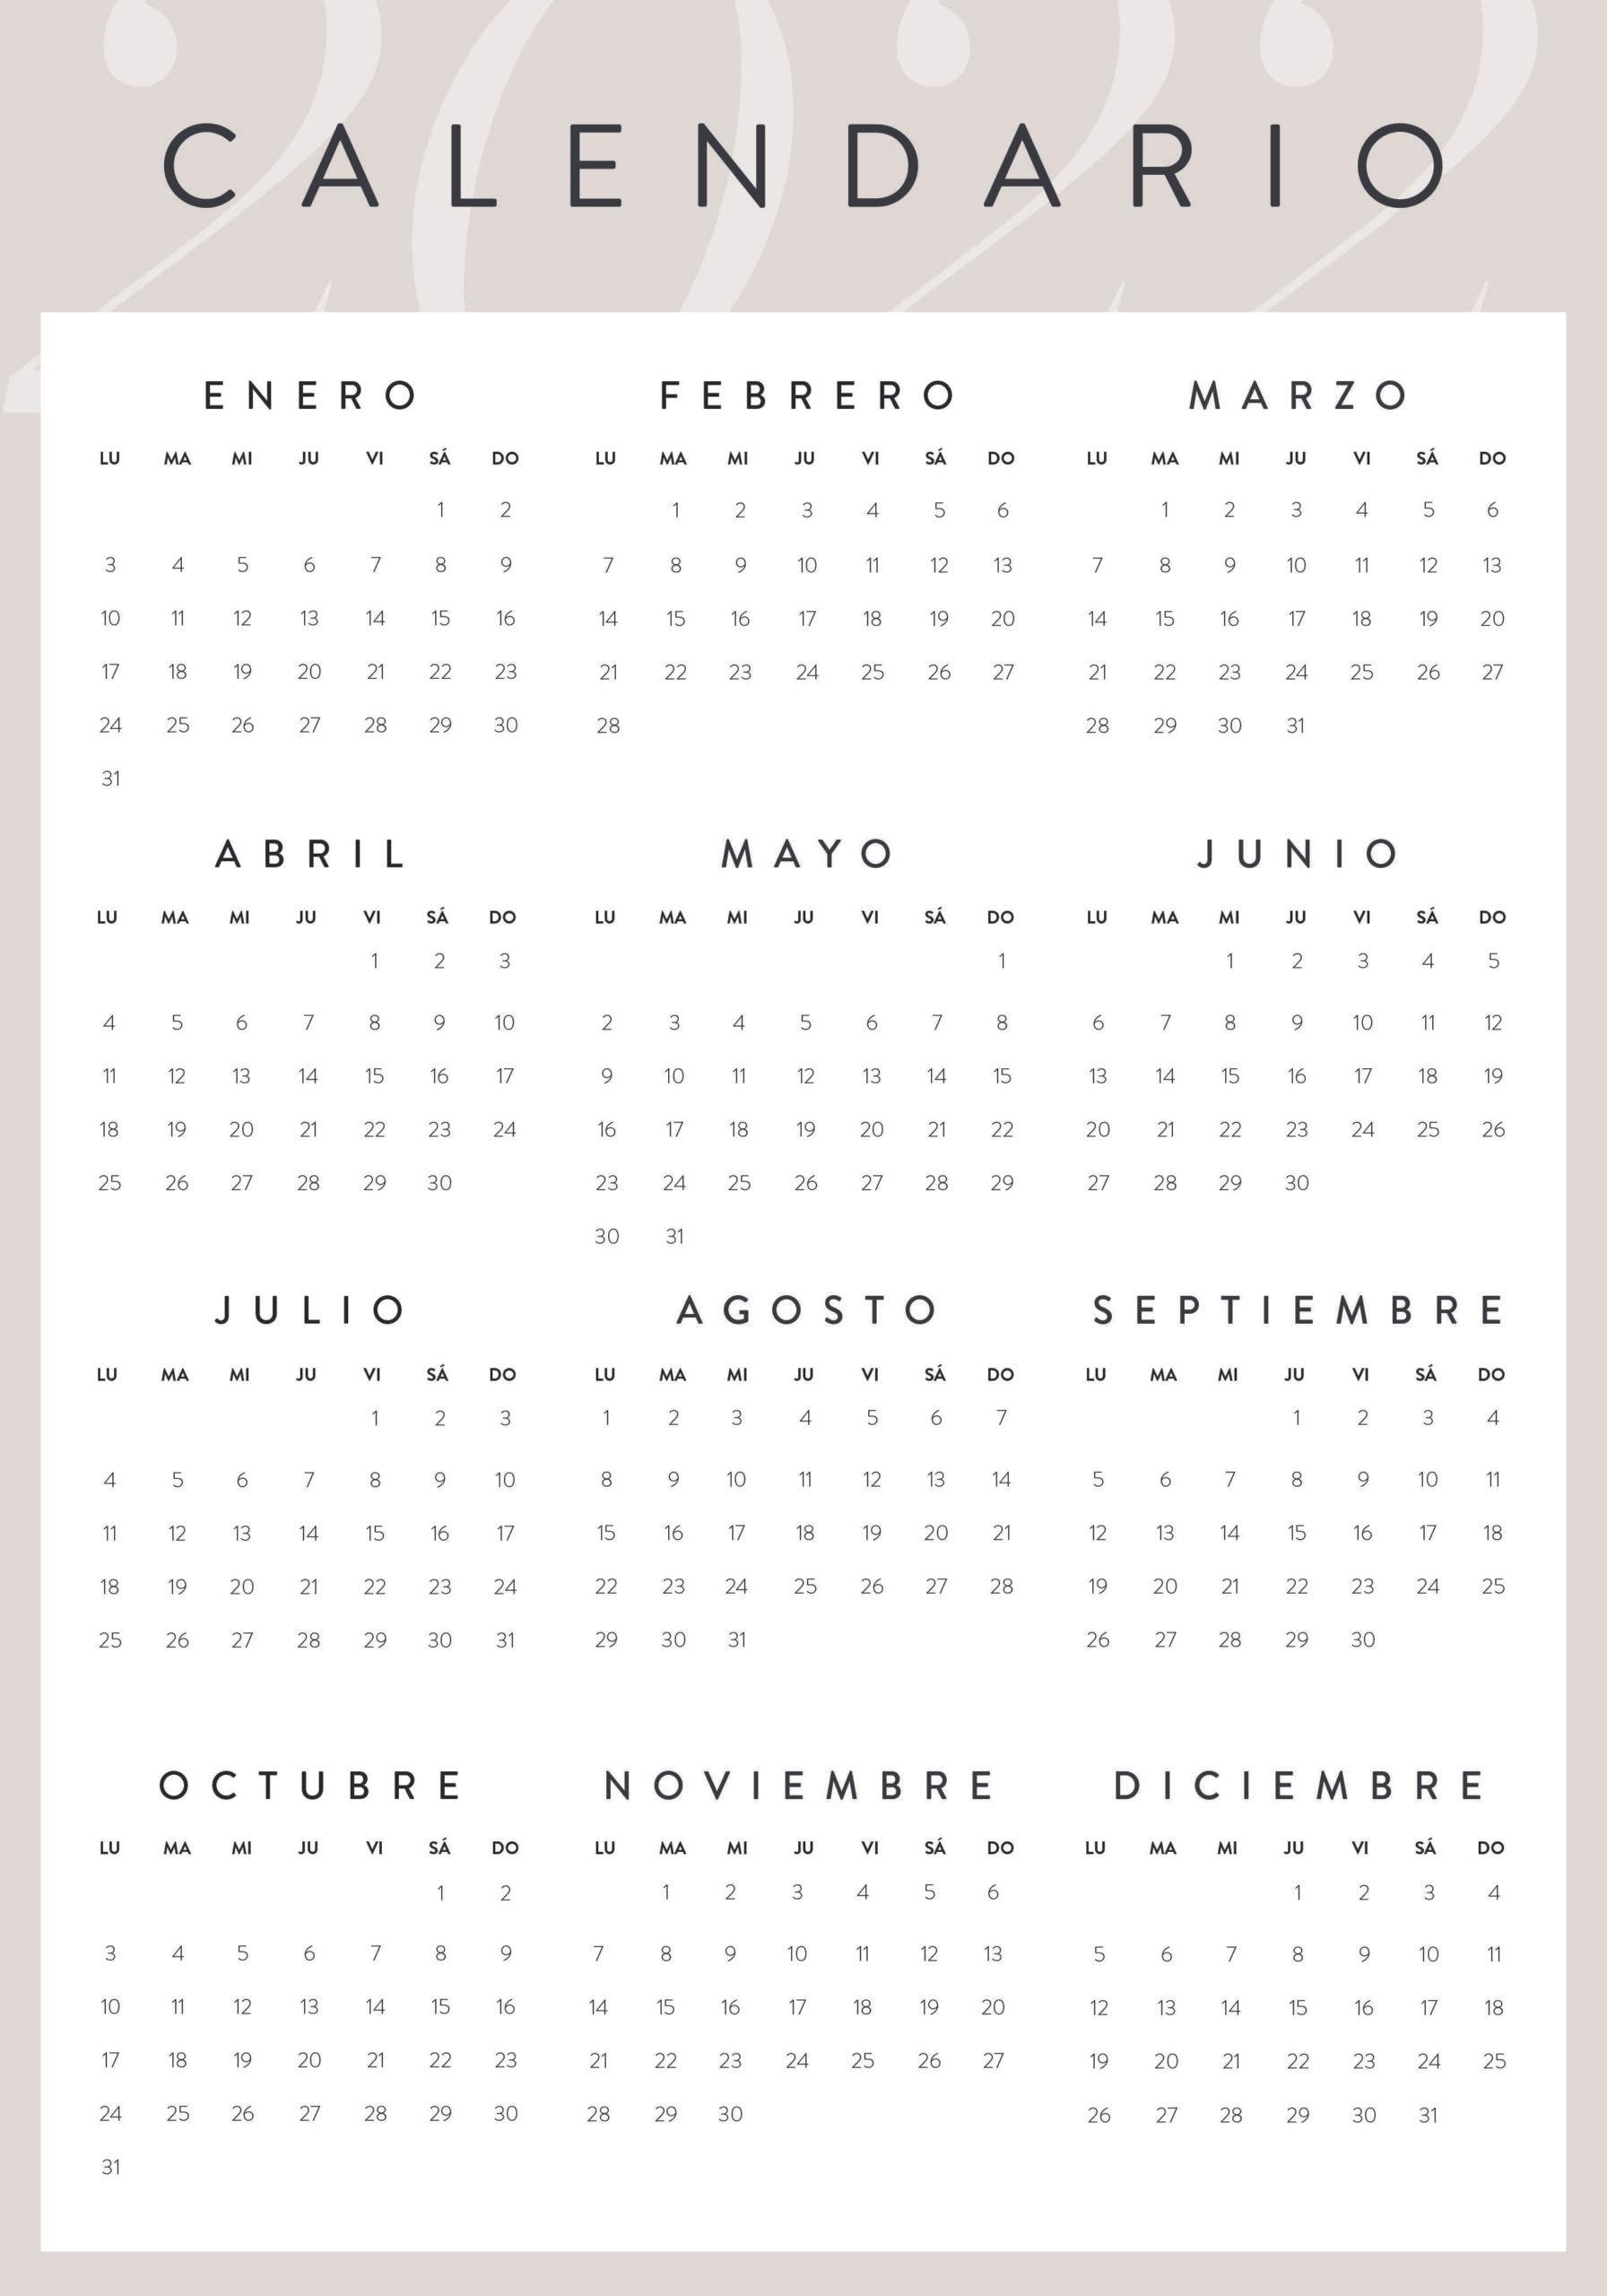 2022
CALENDARIO
ENERO
LU MA MI JU VI SÁ DO
1 2
3 4 5 6 7 8 9
10 11 12 13 14 15 16
17 18 19 20 21 22 23
24 25 26 27 28 29 30
31
FEBRERO
LU MA MI JU VI SÁ DO
1 2 3 4 5 6
7 8 9 10 11 12 13
14 15 16 17 18 19 20
21 22 23 24 25 26 27
28
MARZO
LU MA MI JU VI SÁ DO
1 2 3 4 5 6
7 8 9 10 11 12 13
14 15 16 17 18 19 20
21 22 23 24 25 26 27
28 29 30 31
ABRIL
LU MA MI JU VI SÁ DO
1 2 3
4 5 6 7 8 9 10
11 12 13 14 15 16 17
18 19 20 21 22 23 24
25 26 27 28 29 30
MAYO
LU MA MI JU VI SÁ DO
1
2 3 4 5 6 7 8
9 10 11 12 13 14 15
16 17 18 19 20 21 22
23 24 25 26 27 28 29
30 31
JUNIO
LU MA MI JU VI SÁ DO
1 2 3 4 5
6 7 8 9 10 11 12
13 14 15 16 17 18 19
20 21 22 23 24 25 26
27 28 29 30
JULIO
LU MA MI JU VI SÁ DO
1 2 3
4 5 6 7 8 9 10
11 12 13 14 15 16 17
18 19 20 21 22 23 24
25 26 27 28 29 30 31
AGOSTO
LU MA MI JU VI SÁ DO
1 2 3 4 5 6 7
8 9 10 11 12 13 14
15 16 17 18 19 20 21
22 23 24 25 26 27 28
29 30 31
SEPTIEMBRE
LU MA MI JU VI SÁ DO
1 2 3 4
5 6 7 8 9 10 11
12 13 14 15 16 17 18
19 20 21 22 23 24 25
26 27 28 29 30
OCTUBRE
LU MA MI JU VI SÁ DO
1 2
3 4 5 6 7 8 9
10 11 12 13 14 15 16
17 18 19 20 21 22 23
24 25 26 27 28 29 30
31
NOVIEMBRE
LU MA MI JU VI SÁ DO
1 2 3 4 5 6
7 8 9 10 11 12 13
14 15 16 17 18 19 20
21 22 23 24 25 26 27
28 29 30
DICIEMBRE
LU MA MI JU VI SÁ DO
1 2 3 4
5 6 7 8 9 10 11
12 13 14 15 16 17 18
19 20 21 22 23 24 25
26 27 28 29 30 31